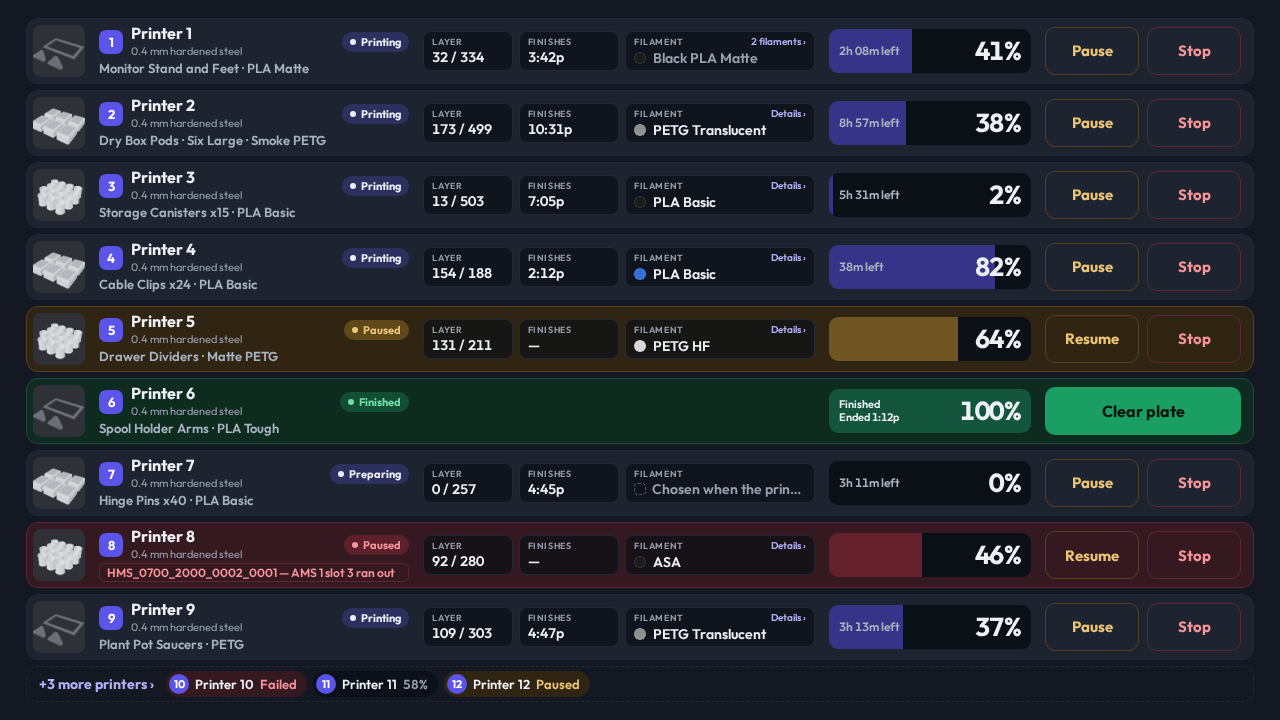 1 Printer 1
0.4 mm hardened steel
Monitor Stand and Feet · PLA Matte
Printing
LAYER
32 / 334
FINISHES
3:42p
FILAMENT 2 filaments ›
Black PLA Matte
2h 08m left 41%
Pause Stop
2 Printer 2
0.4 mm hardened steel
Dry Box Pods · Six Large · Smoke PETG
Printing
LAYER
173 / 499
FINISHES
10:31p
FILAMENT Details ›
PETG Translucent
8h 57m left 38%
Pause Stop
3 Printer 3
0.4 mm hardened steel
Storage Canisters x15 · PLA Basic
Printing
LAYER
13 / 503
FINISHES
7:05p
FILAMENT Details ›
PLA Basic
5h 31m left 2%
Pause Stop
4 Printer 4
0.4 mm hardened steel
Cable Clips x24 · PLA Basic
Printing
LAYER
154 / 188
FINISHES
2:12p
FILAMENT Details ›
PLA Basic
38m left 82%
Pause Stop
5 Printer 5
0.4 mm hardened steel
Drawer Dividers · Matte PETG
Paused
LAYER
131 / 211
FINISHES
—
FILAMENT Details ›
PETG HF
64%
Resume Stop
6 Printer 6
0.4 mm hardened steel
Spool Holder Arms · PLA Tough
Finished
Finished
Ended 1:12p
100%
Clear plate
7 Printer 7
0.4 mm hardened steel
Hinge Pins x40 · PLA Basic
Preparing
LAYER
0 / 257
FINISHES
4:45p
FILAMENT
Chosen when the prin...
3h 11m left 0%
Pause Stop
8 Printer 8
0.4 mm hardened steel
HMS_0700_2000_0002_0001 — AMS 1 slot 3 ran out
Paused
LAYER
92 / 280
FINISHES
—
FILAMENT Details ›
ASA
46%
Resume Stop
9 Printer 9
0.4 mm hardened steel
Plant Pot Saucers · PETG
Printing
LAYER
109 / 303
FINISHES
4:47p
FILAMENT Details ›
PETG Translucent
3h 13m left 37%
Pause Stop
+3 more printers › 10 Printer 10 Failed 11 Printer 11 58% 12 Printer 12 Paused